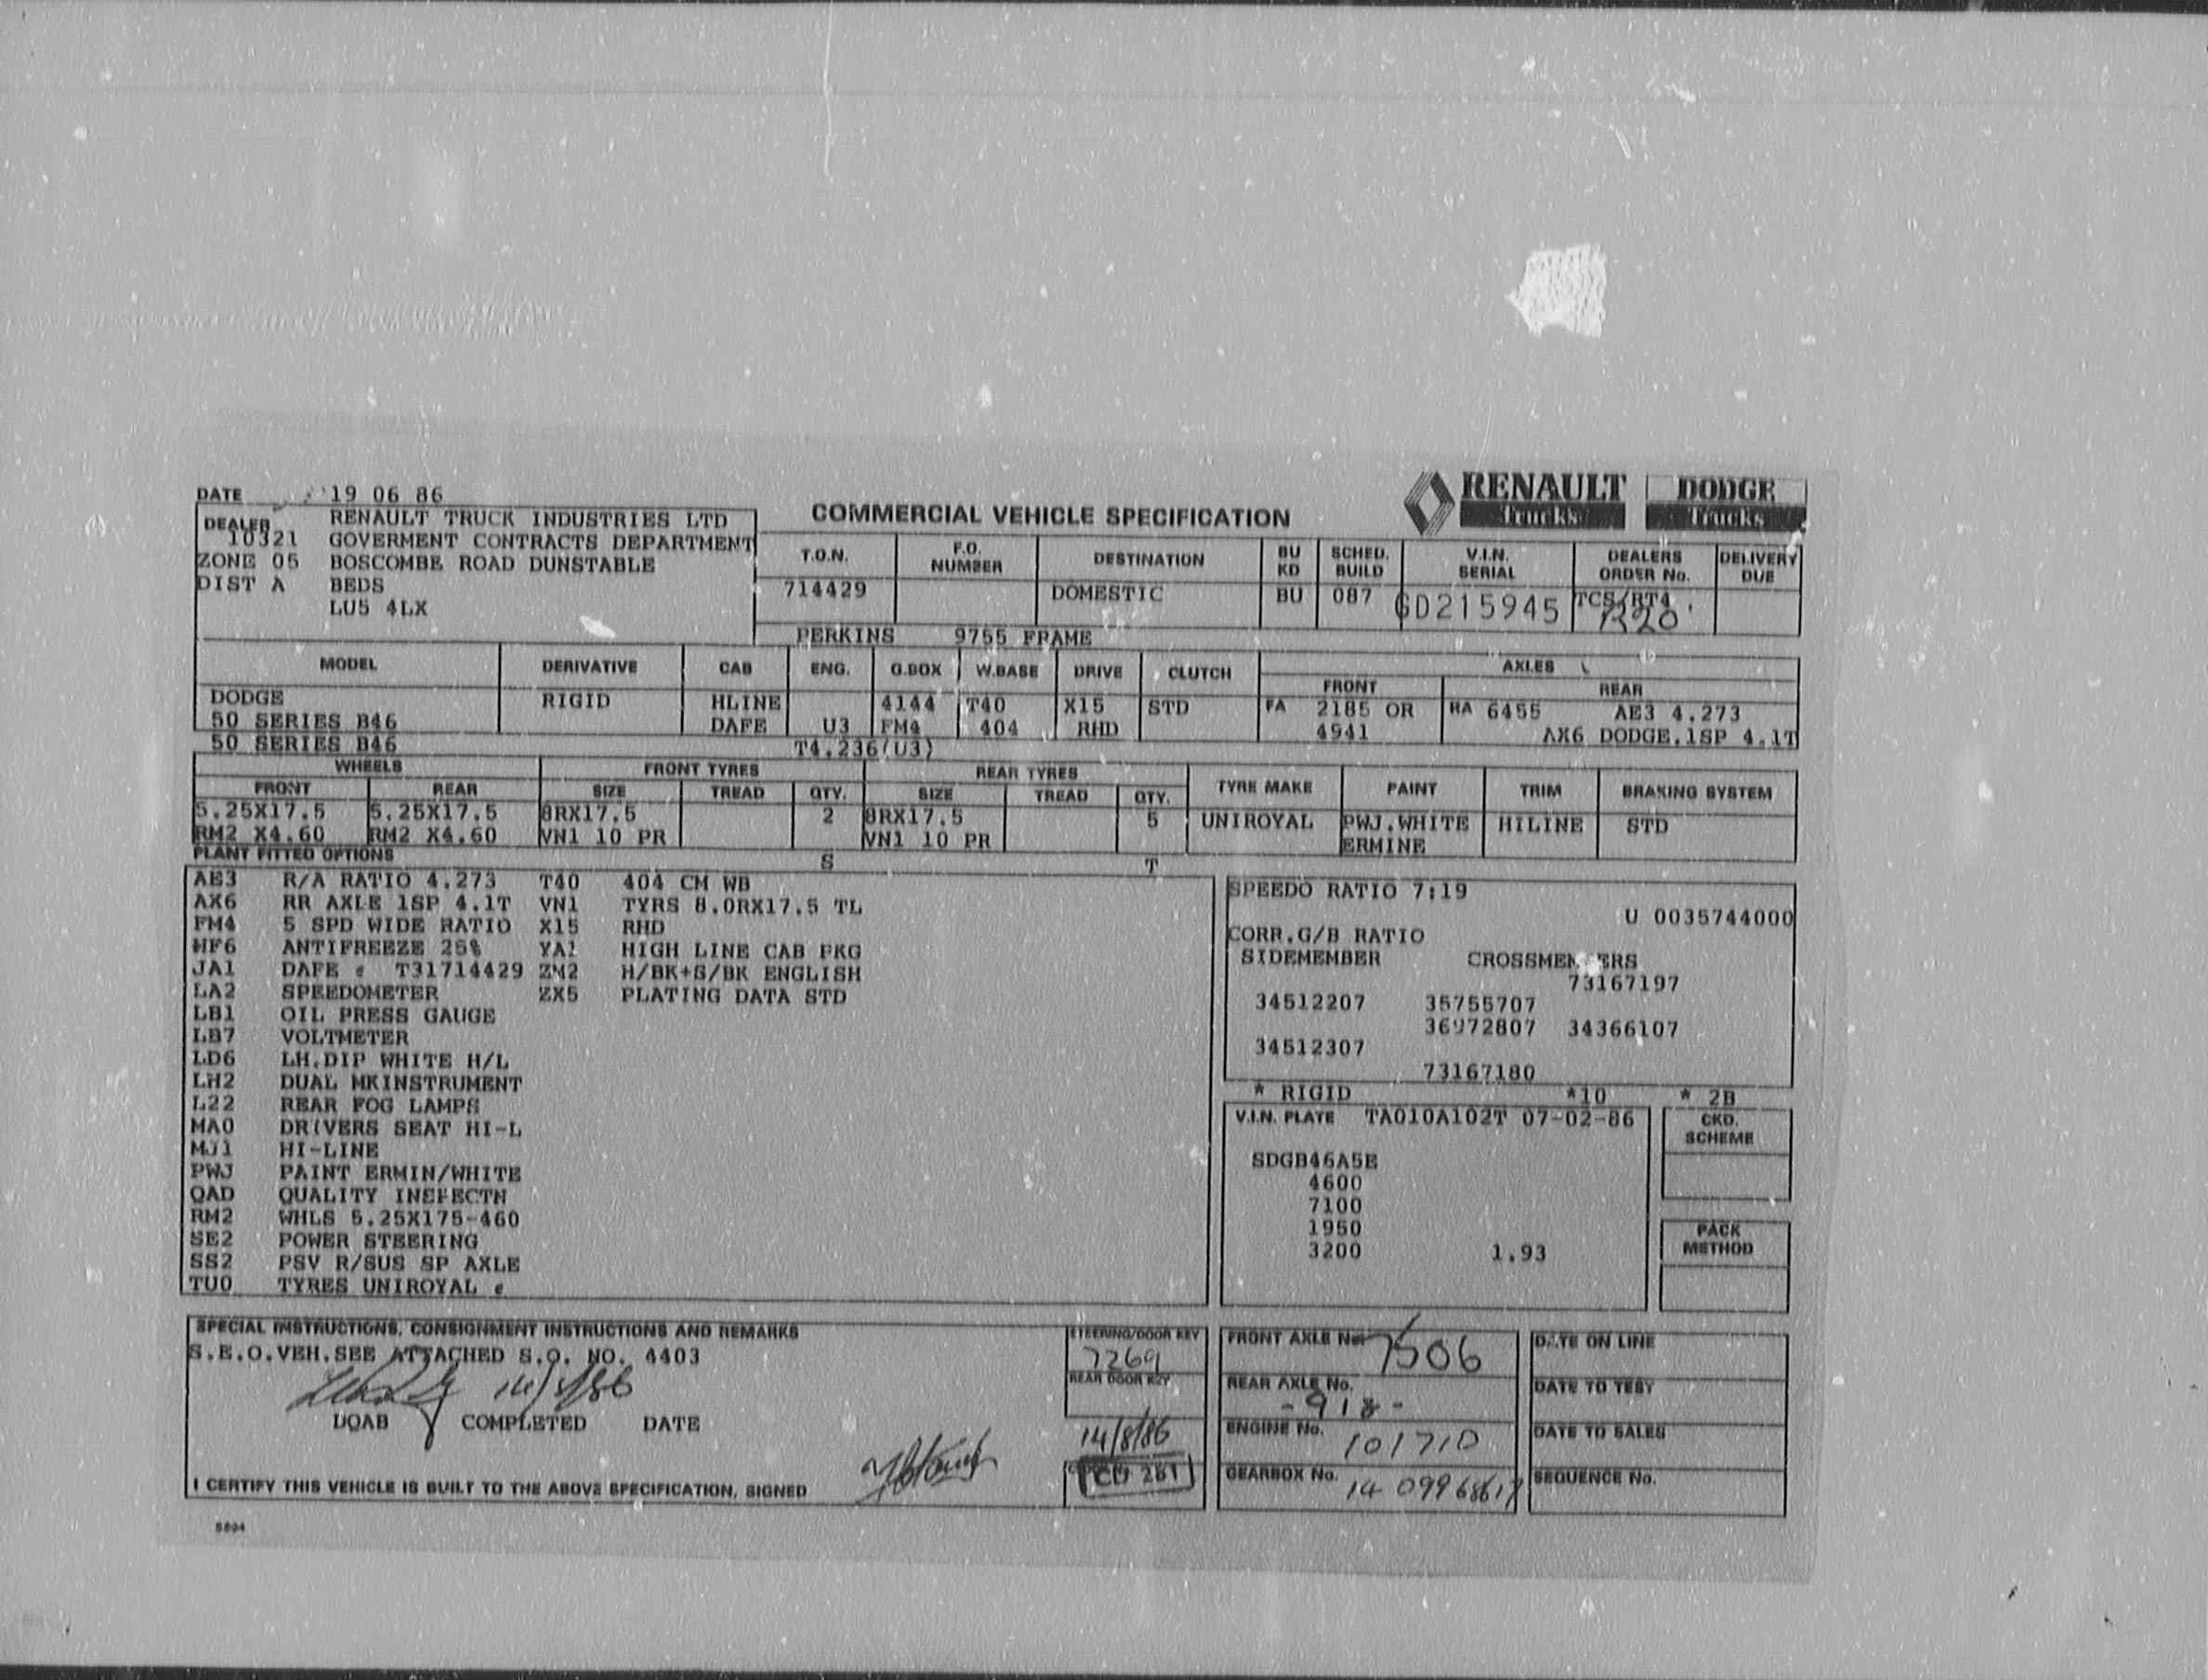 DATE 19 06 86
RENAULT Trucks DODGE Trucks
DEALER RENAULT TRUCK INDUSTRIES LTD
10321 GOVERMENT CONTRACTS DEPARTMENT
ZONE 05 BOSCOMBE ROAD DUNSTABLE
DIST A BEDS
LU5 4LX
COMMERCIAL VEHICLE SPECIFICATION
T.O.N. F.O. NUMBER DESTINATION BU KD SCHED. BUILD V.I.N. SERIAL DEALERS ORDER No. DELIVERY DUE
714429 DOMESTIC BU 087 GD215945 TCS/RT4
R20
PERKINS 9755 FRAME
MODEL DERIVATIVE CAB ENG. G.BOX W.BASE DRIVE CLUTCH AXLES
FRONT REAR
DODGE RIGID HLINE 4144 T40 X15 STD FA 2185 OR RA 6455 AE3 4.273
50 SERIES B46 DAFE U3 FM4 404 RHD 4941 AX6 DODGE.1SP 4.1T
50 SERIES B46 T4.236(U3)
WHEELS FRONT TYRES REAR TYRES TYRE MAKE PAINT TRIM BRAKING SYSTEM
FRONT REAR SIZE TREAD QTY. SIZE TREAD QTY.
5.25X17.5 5.25X17.5 8RX17.5 2 8RX17.5 5 UNIROYAL PWJ.WHITE HILINE STD
RM2 X4.60 RM2 X4.60 VN1 10 PR VN1 10 PR ERMINE
PLANT FITTED OPTIONS S T
AE3 R/A RATIO 4.273 T40 404 CM WB
AX6 RR AXLE 1SP 4.1T VN1 TYRS 8.0RX17.5 TL
FM4 5 SPD WIDE RATIO X15 RHD
HF6 ANTIFREEZE 25% YA1 HIGH LINE CAB PKG
JA1 DAFE T31714429 ZM2 H/BK+S/BK ENGLISH
LA2 SPEEDOMETER ZX5 PLATING DATA STD
LB1 OIL PRESS GAUGE
LB7 VOLTMETER
LD6 LH.DIP WHITE H/L
LH2 DUAL MKINSTRUMENT
L22 REAR FOG LAMPS
MA0 DRIVERS SEAT HI-L
MJ1 HI-LINE
PWJ PAINT ERMIN/WHITE
QAD QUALITY INSPECTN
RM2 WHLS 5.25X175-460
SE2 POWER STEERING
SS2 PSV R/SUS SP AXLE
TU0 TYRES UNIROYAL
SPEEDO RATIO 7:19
U 0035744000
CORR.G/B RATIO
SIDEMEMBER CROSSMEMBERS
73167197
34512207 35755707
36972807 34366107
34512307
73167180
* RIGID *10 * 2B
V.I.N. PLATE TA010A102T 07-02-86
SDGB46A5E
4600
7100
1950
3200 1.93
CKD. SCHEME
PACK METHOD
SPECIAL INSTRUCTIONS, CONSIGNMENT INSTRUCTIONS AND REMARKS
S.E.O.VEH.SEE ATTACHED S.O. NO. 4403
COMPLETED DATE
I CERTIFY THIS VEHICLE IS BUILT TO THE ABOVE SPECIFICATION, SIGNED
STEERING/DOOR KEY
7269
REAR DOOR KEY
14/8/86
FRONT AXLE No. 7506
REAR AXLE No.
-918-
ENGINE No. 101710
GEARBOX No.
DATE ON LINE
DATE TO TEST
DATE TO SALES
SEQUENCE No.